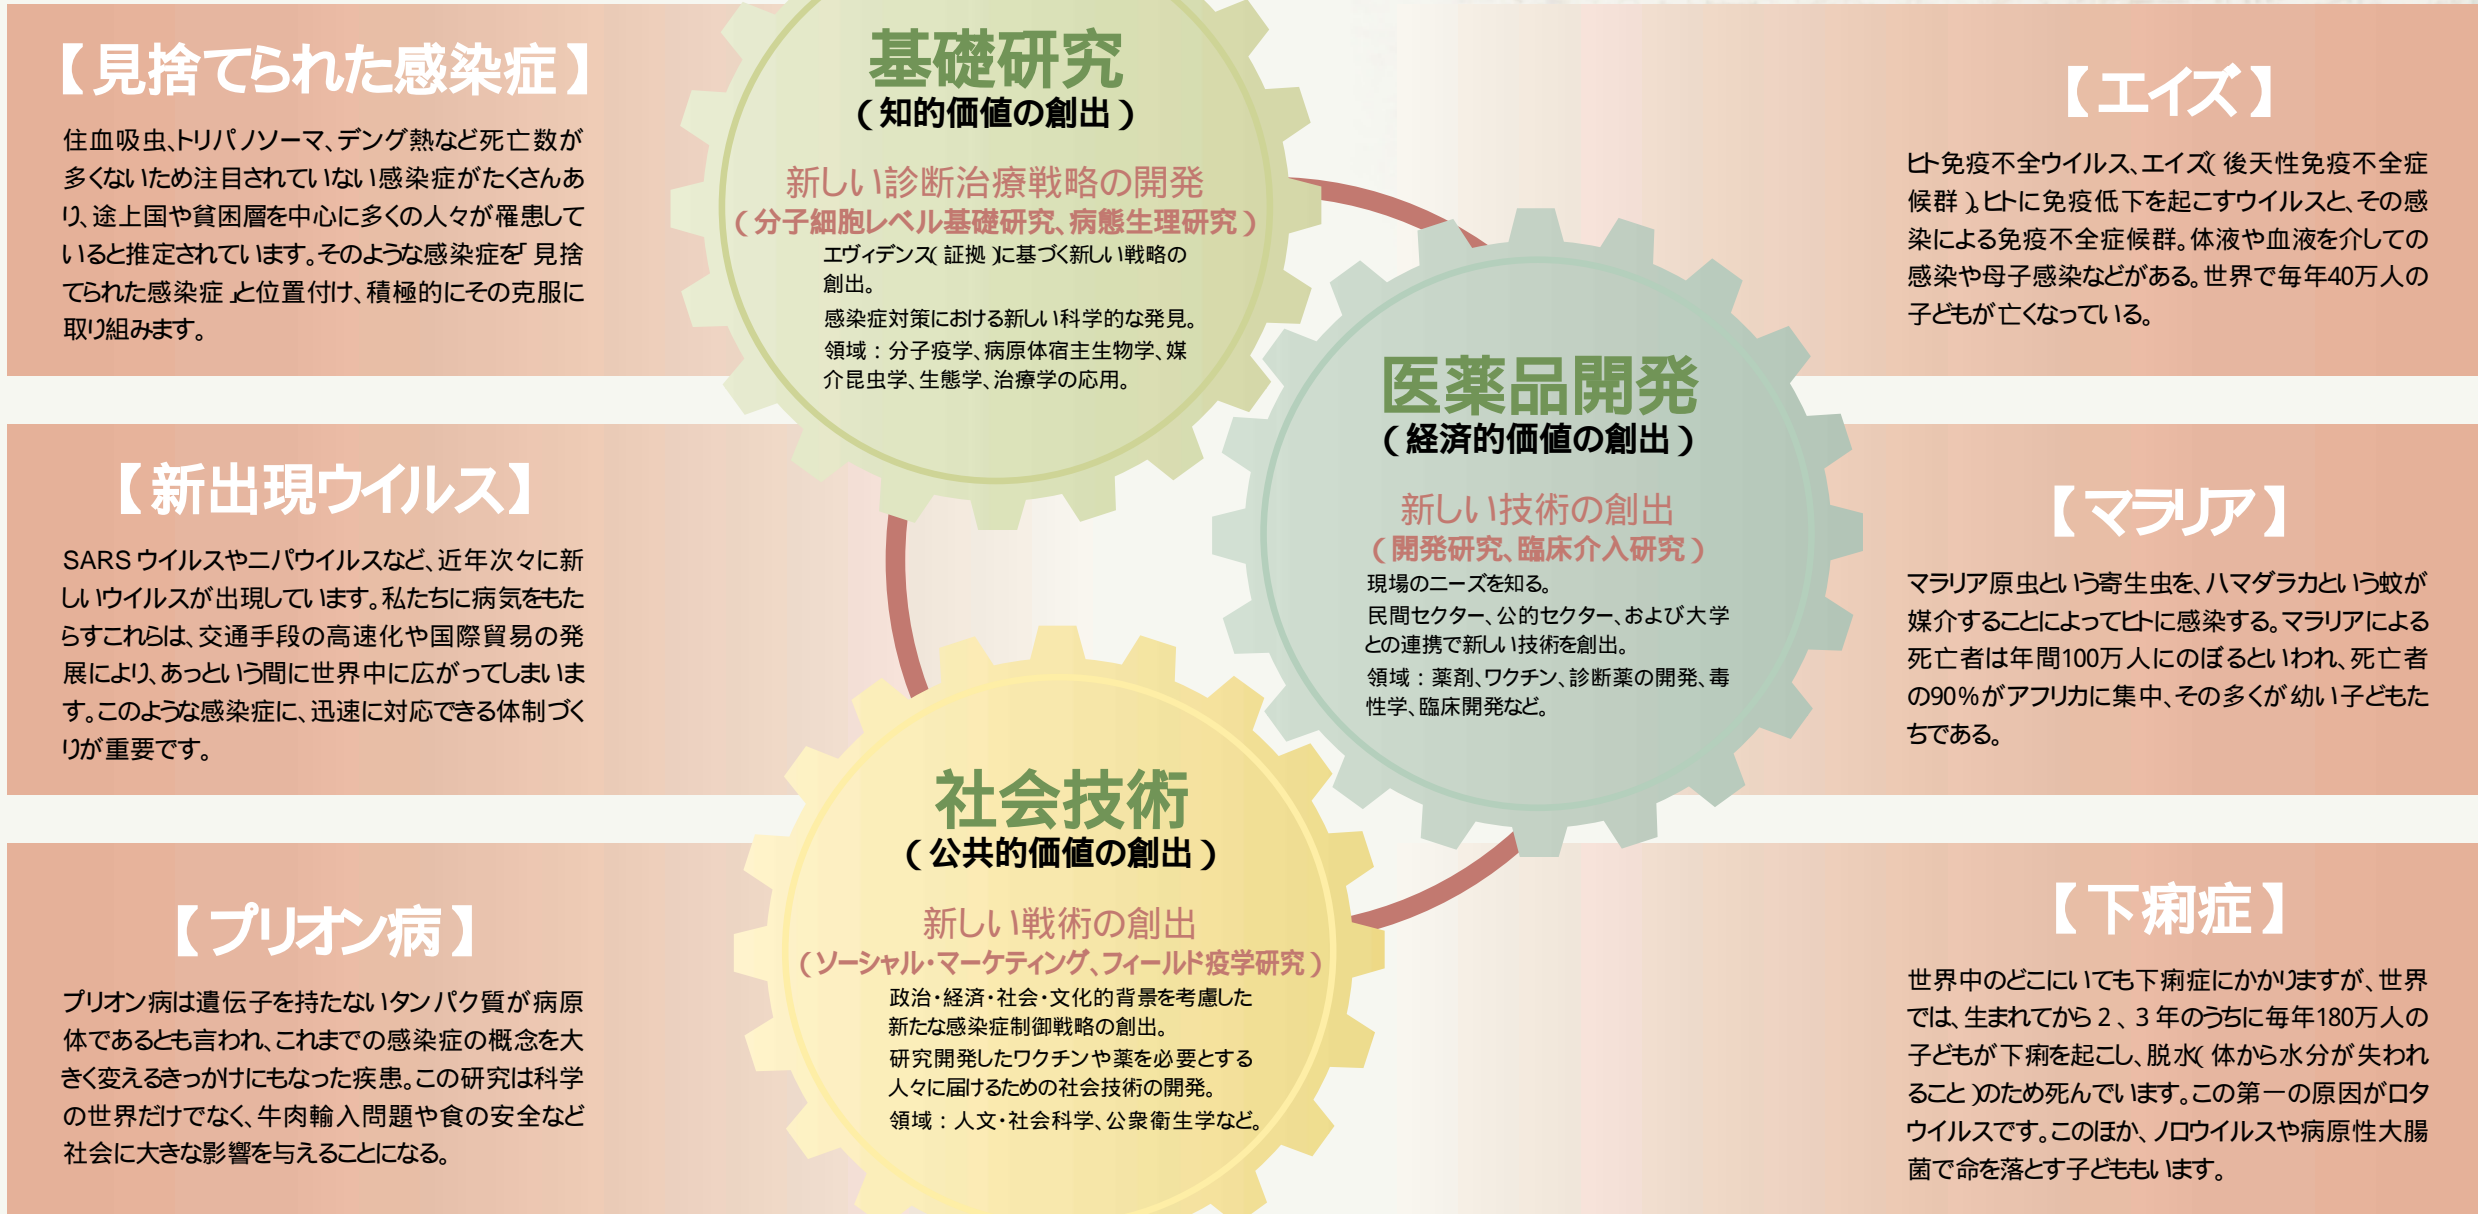 【見捨てられた感染症】
住血吸虫、トリパノソーマ、デング熱など死亡数が
多くないため注目されていない感染症がたくさんあ
り、途上国や貧困層を中心に多くの人々が罹患して
いると推定されています。そのような感染症を「見捨
てられた感染症」と位置付け、積極的にその克服に
取り組みます。
【新出現ウイルス】
SARSウイルスやニパウイルスなど、近年次々に新
しいウイルスが出現しています。私たちに病気をもた
らすこれらは、交通手段の高速化や国際貿易の発
展により、あっという間に世界中に広がってしまいま
す。このような感染症に、迅速に対応できる体制づく
りが重要です。
【プリオン病】
プリオン病は遺伝子を持たないタンパク質が病原
体であるとも言われ、これまでの感染症の概念を大
きく変えるきっかけにもなった疾患。この研究は科学
の世界だけでなく、牛肉輸入問題や食の安全など
社会に大きな影響を与えることになる。
基礎研究
（知的価値の創出）
新しい診断治療戦略の開発
（分子細胞レベル基礎研究、病態生理研究）
エヴィデンス（証拠）に基づく新しい戦略の
創出。
感染症対策における新しい科学的な発見。
領域：分子疫学、病原体宿主生物学、媒
介昆虫学、生態学、治療学の応用。
医薬品開発
（経済的価値の創出）
新しい技術の創出
（開発研究、臨床介入研究）
現場のニーズを知る。
民間セクター、公的セクター、および大学
との連携で新しい技術を創出。
領域：薬剤、ワクチン、診断薬の開発、毒
性学、臨床開発など。
社会技術
（公共的価値の創出）
新しい戦術の創出
（ソーシャル・マーケティング、フィールド疫学研究）
政治・経済・社会・文化的背景を考慮した
新たな感染症制御戦略の創出。
研究開発したワクチンや薬を必要とする
人々に届けるための社会技術の開発。
領域：人文・社会科学、公衆衛生学など。
【エイズ】
ヒト免疫不全ウイルス、エイズ（後天性免疫不全症
候群）。ヒトに免疫低下を起こすウイルスと、その感
染による免疫不全症候群。体液や血液を介しての
感染や母子感染などがある。世界で毎年40万人の
子どもが亡くなっている。
【マラリア】
マラリア原虫という寄生虫を、ハマダラカという蚊が
媒介することによってヒトに感染する。マラリアによる
死亡者は年間100万人にのぼるといわれ、死亡者
の90%がアフリカに集中、その多くが幼い子どもた
ちである。
【下痢症】
世界中のどこにいても下痢症にかかりますが、世界
では、生まれてから2、3年のうちに毎年180万人の
子どもが下痢を起こし、脱水（体から水分が失われ
ること）のため死んでいます。この第一の原因がロタ
ウイルスです。このほか、ノロウイルスや病原性大腸
菌で命を落とす子どももいます。